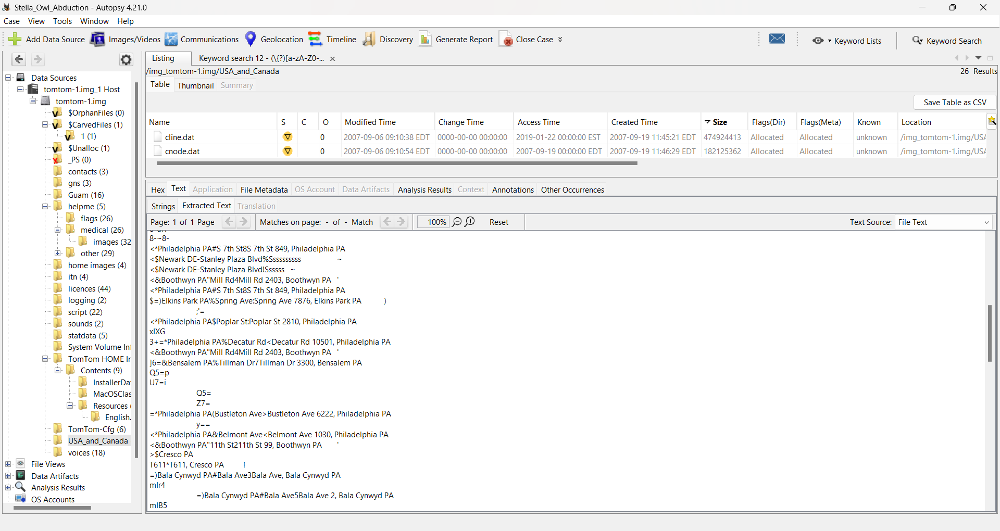 Stella_Owl_Abduction - Autopsy 4.21.0
Case View Tools Window Help
Add Data Source Images/Videos Communications Geolocation Timeline Discovery Generate Report Close Case Keyword Lists Keyword Search
Data Sources
tomtom-1.img_1 Host
tomtom-1.img
$OrphanFiles (0)
$CarvedFiles (1)
1 (1)
$Unalloc (1)
_PS (0)
contacts (3)
gns (3)
Guam (16)
helpme (5)
flags (26)
medical (26)
images (32
other (29)
home images (4)
itn (4)
licences (44)
logging (2)
script (22)
sounds (2)
statdata (5)
System Volume In
TomTom HOME Ir
Contents (9)
InstallerDa
MacOSClas
Resources
English.
TomTom-Cfg (6)
USA_and_Canada
voices (18)
File Views
Data Artifacts
Analysis Results
OS Accounts
Listing Keyword search 12 - (\{?)[a-zA-Z0-...
/img_tomtom-1.img/USA_and_Canada 26 Results
Table Thumbnail Summary
Save Table as CSV
Name S C O Modified Time Change Time Access Time Created Time Size Flags(Dir) Flags(Meta) Known Location
cline.dat 0 2007-09-06 09:10:38 EDT 0000-00-00 00:00:00 2019-01-22 00:00:00 EST 2007-09-19 11:45:21 EDT 474924413 Allocated Allocated unknown /img_tomtom-1.img/USA
cnode.dat 0 2007-09-06 09:10:54 EDT 0000-00-00 00:00:00 2007-09-19 00:00:00 EDT 2007-09-19 11:46:29 EDT 182125362 Allocated Allocated unknown /img_tomtom-1.img/USA
Hex Text Application File Metadata OS Account Data Artifacts Analysis Results Context Annotations Other Occurrences
Strings Extracted Text Translation
Page: 1 of 1 Page Matches on page: - of - Match 100% Reset Text Source: File Text
8-~8-
<*Philadelphia PA#S 7th St8S 7th St 849, Philadelphia PA
<$Newark DE-Stanley Plaza Blvd%Ssssssssss ~
<$Newark DE-Stanley Plaza Blvd!Ssssss ~
<&Boothwyn PA"Mill Rd4Mill Rd 2403, Boothwyn PA '
<*Philadelphia PA#S 7th St8S 7th St 849, Philadelphia PA
$=)Elkins Park PA%Spring Ave:Spring Ave 7876, Elkins Park PA )
;'=
<*Philadelphia PA$Poplar St:Poplar St 2810, Philadelphia PA
xIXG
3+=*Philadelphia PA%Decatur Rd<Decatur Rd 10501, Philadelphia PA
<&Boothwyn PA"Mill Rd4Mill Rd 2403, Boothwyn PA '
]6=&Bensalem PA%Tillman Dr7Tillman Dr 3300, Bensalem PA
Q5=p
U7=i
Q5=
Z7=
=*Philadelphia PA(Bustleton Ave>Bustleton Ave 6222, Philadelphia PA
y==
<*Philadelphia PA&Belmont Ave<Belmont Ave 1030, Philadelphia PA
<&Boothwyn PA"11th St211th St 99, Boothwyn PA '
>$Cresco PA
T611*T611, Cresco PA !
=)Bala Cynwyd PA#Bala Ave3Bala Ave, Bala Cynwyd PA
mIr4
=)Bala Cynwyd PA#Bala Ave5Bala Ave 2, Bala Cynwyd PA
mIB5